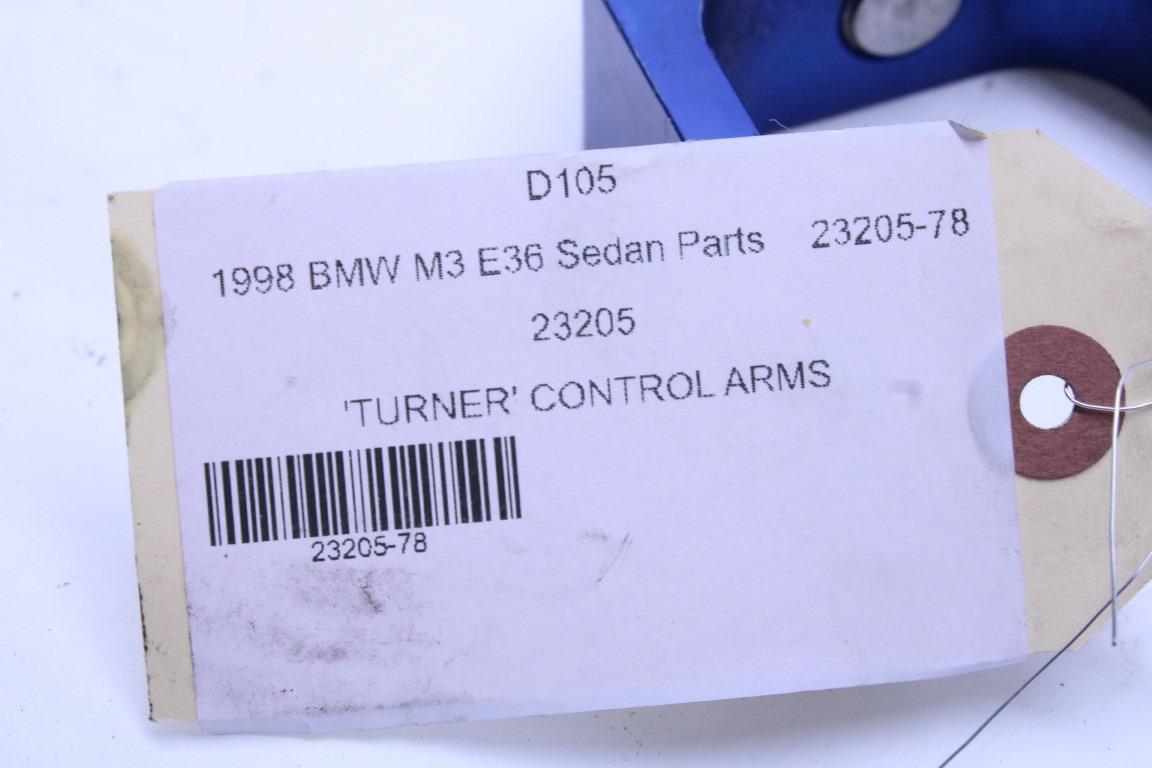 D105
1998 BMW M3 E36 Sedan Parts 23205-78
23205
'TURNER' CONTROL ARMS
23205-78